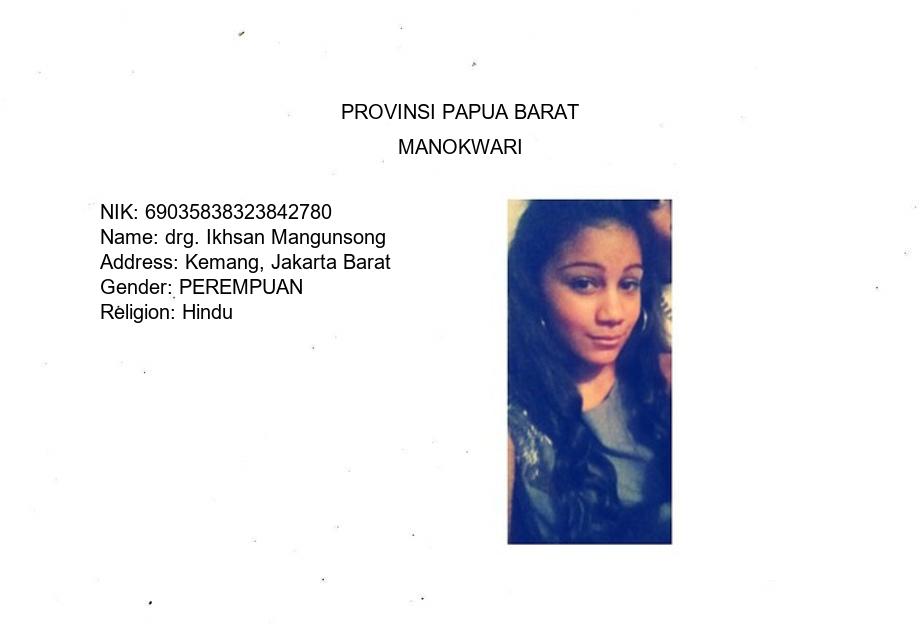 PROVINSI PAPUA BARAT
MANOKWARI
NIK: 69035838323842780
Name: drg. Ikhsan Mangunsong
Address: Kemang, Jakarta Barat
Gender: PEREMPUAN
Religion: Hindu